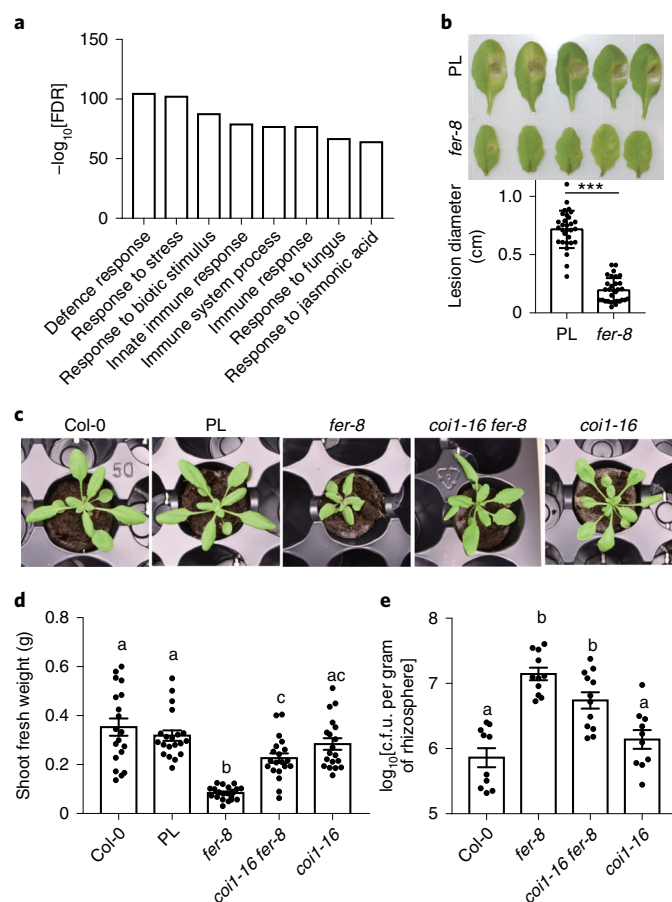 a
150
100
50
0
–log10[FDR]
Defence response
Response to stress
Response to biotic stimulus
Innate immune response
Immune system process
Immune response
Response to fungus
Response to jasmonic acid
b
PL
fer-8
***
1.0
0.5
0
Lesion diameter
(cm)
PL fer-8
c
Col-0 PL fer-8 coi1-16 fer-8 coi1-16
50
d
0.8
0.6
0.4
0.2
0
Shoot fresh weight (g)
a a b c ac
Col-0
PL
fer-8
coi1-16 fer-8
coi1-16
e
8
7
6
5
log10[c.f.u. per gram
of rhizosphere]
a b b a
Col-0
fer-8
coi1-16 fer-8
coi1-16